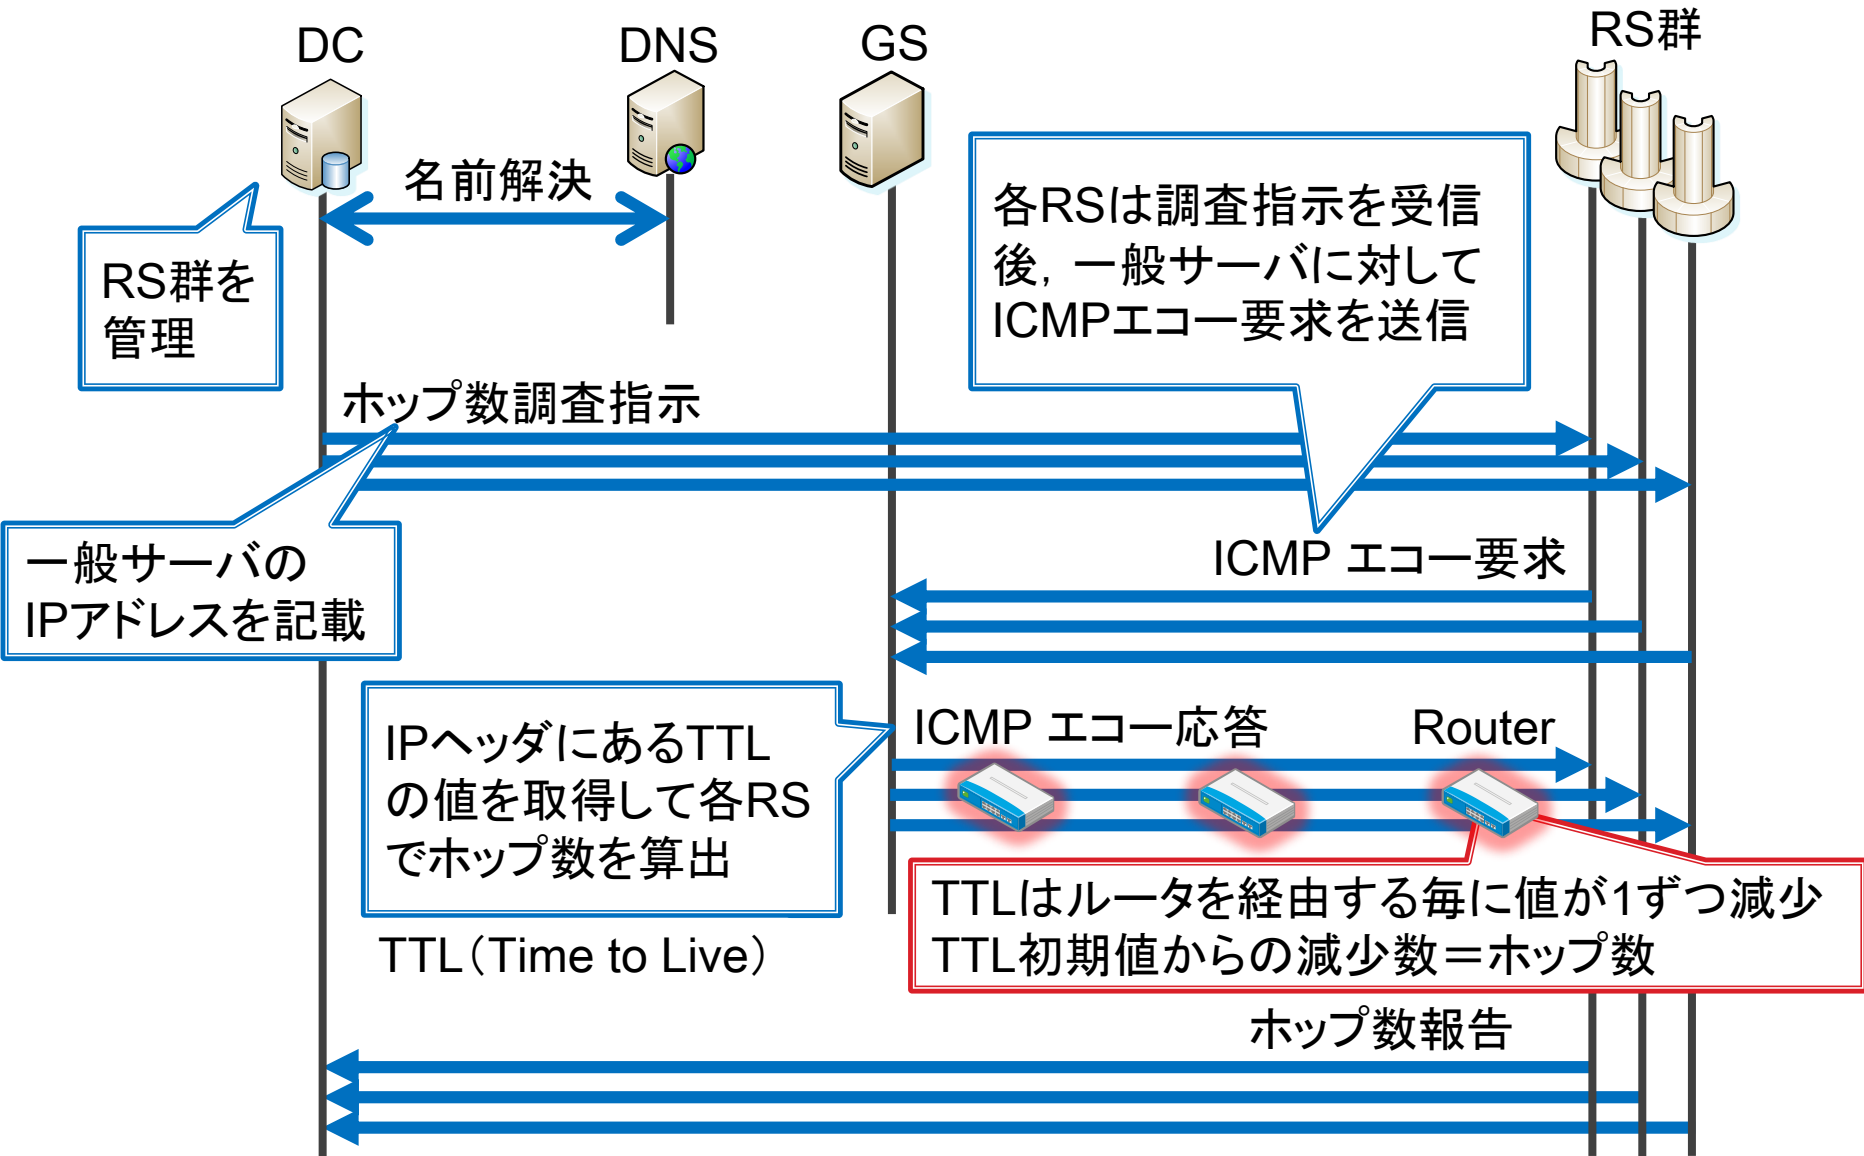 DC
DNS
GS
RS群
名前解決
RS群を
管理
各RSは調査指示を受信
後，一般サーバに対して
ICMPエコー要求を送信
ホップ数調査指示
一般サーバの
IPアドレスを記載
ICMP エコー要求
IPヘッダにあるTTL
の値を取得して各RS
でホップ数を算出
ICMP エコー応答
Router
TTLはルータを経由する毎に値が1ずつ減少
TTL初期値からの減少数＝ホップ数
TTL（Time to Live）
ホップ数報告